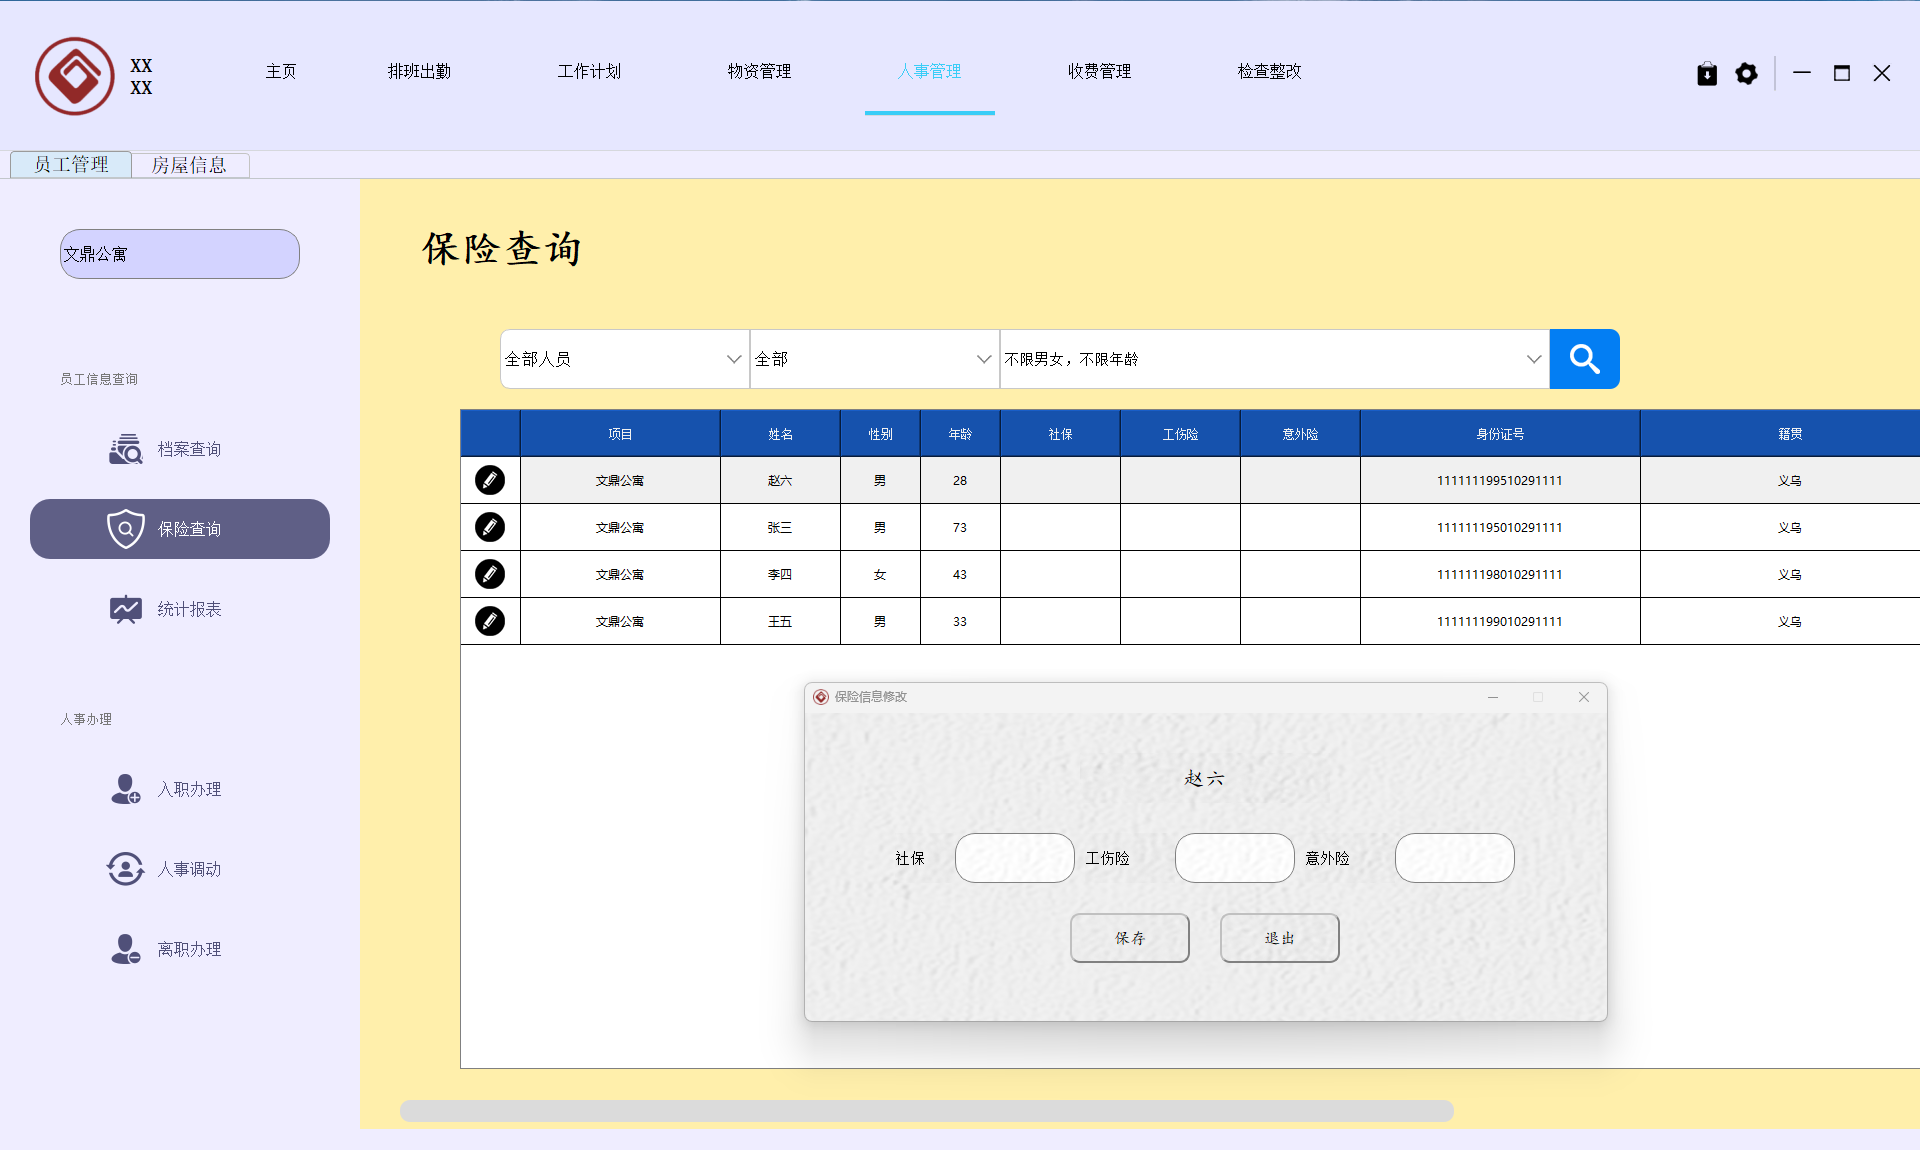 XX
XX
主页 排班出勤 工作计划 物资管理 人事管理 收费管理 检查整改
员工管理 房屋信息
文鼎公寓
保险查询
全部人员 全部 不限男女，不限年龄
员工信息查询
档案查询
保险查询
统计报表
人事办理
入职办理
人事调动
离职办理
项目 姓名 性别 年龄 社保 工伤险 意外险 身份证号 籍贯
文鼎公寓 赵六 男 28 111111199510291111 义乌
文鼎公寓 张三 男 73 111111195010291111 义乌
文鼎公寓 李四 女 43 111111198010291111 义乌
文鼎公寓 王五 男 33 111111199010291111 义乌
保险信息修改
赵六
社保 工伤险 意外险
保存 退出